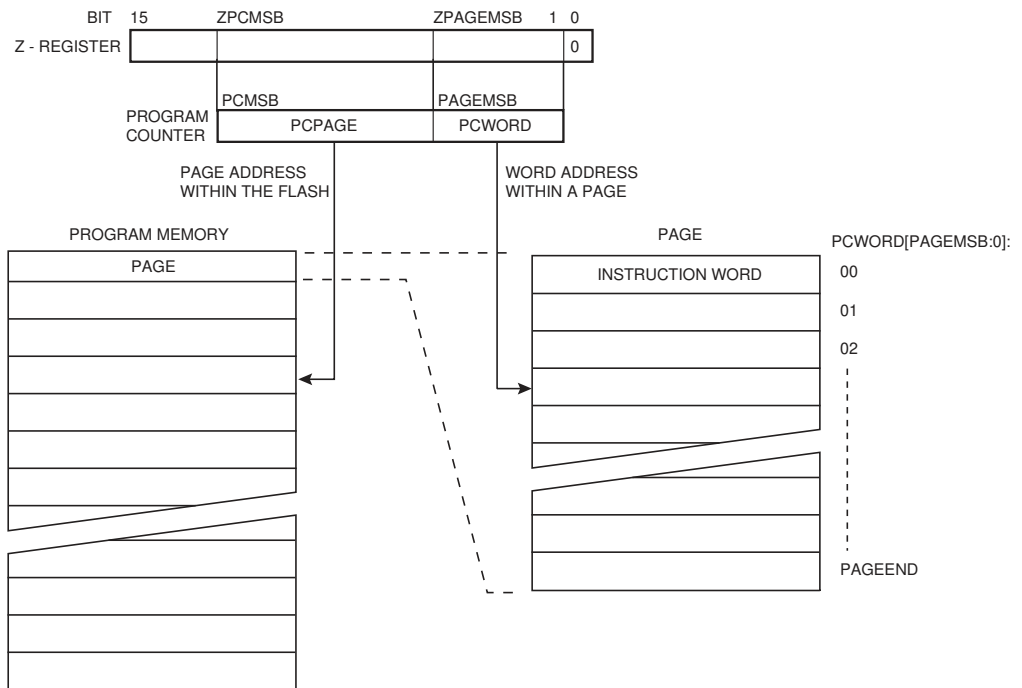 BIT 15 ZPCMSB ZPAGEMSB 1 0
Z - REGISTER 0
PCMSB PAGEMSB
PROGRAM
COUNTER
PCPAGE PCWORD
PAGE ADDRESS
WITHIN THE FLASH
WORD ADDRESS
WITHIN A PAGE
PROGRAM MEMORY
PAGE
PAGE
PCWORD[PAGEMSB:0]:
INSTRUCTION WORD
00
01
02
PAGEEND